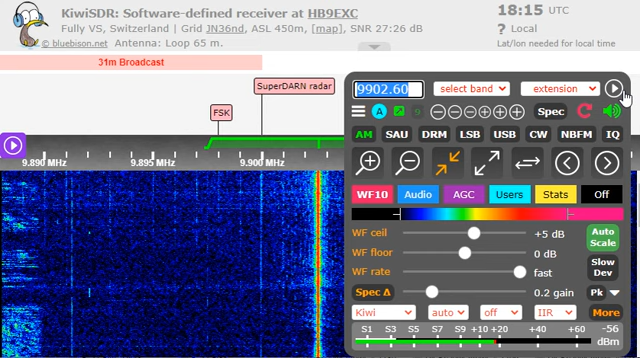 KiwiSDR: Software-defined receiver at HB9EXC
Fully VS, Switzerland | Grid JN36nd, ASL 450m, [map], SNR 27:26 dB
© bluebison.net Antenna: Loop 65 m.
18:15 UTC
? Local
Lat/lon needed for local time
31m Broadcast
SuperDARN radar
FSK
9.890 MHz 9.895 MHz 9.900 MHz
9902.60 select band extension
A Spec
AM SAU DRM LSB USB CW NBFM IQ
WF10 Audio AGC Users Stats Off
WF ceil +5 dB Auto Scale
WF floor 0 dB
WF rate fast Slow Dev
Spec Δ 0.2 gain Pk
Kiwi auto off IIR More
S1 S3 S5 S7 S9 +10 +20 +40 +60 -56 dBm